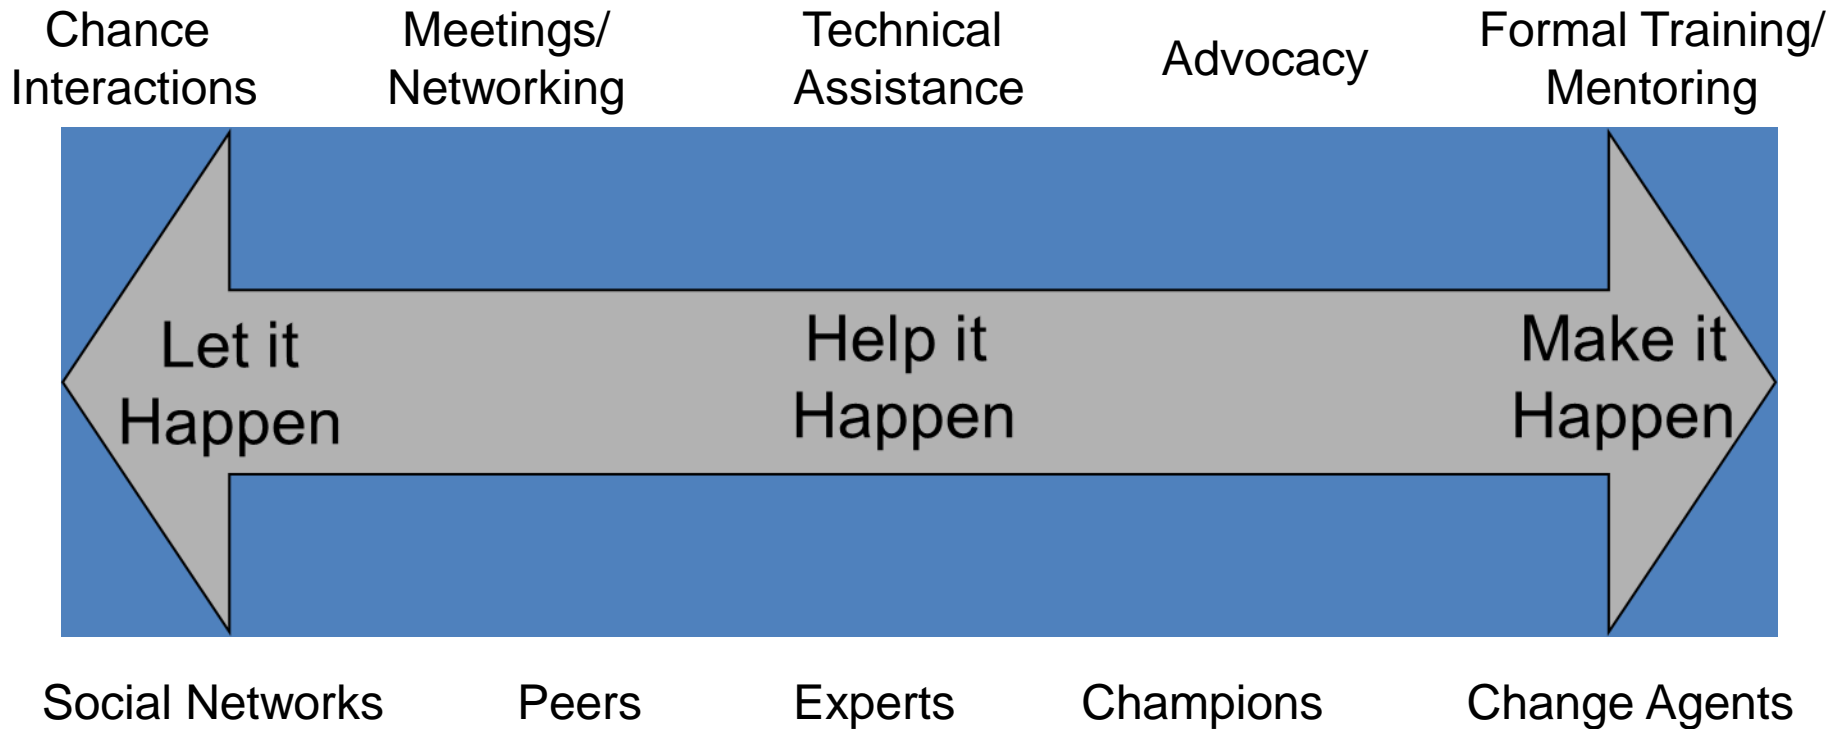 Chance
Interactions
Meetings/
Networking
Technical
Assistance
Advocacy
Formal Training/
Mentoring
Let it
Happen
Help it
Happen
Make it
Happen
Social Networks
Peers
Experts
Champions
Change Agents